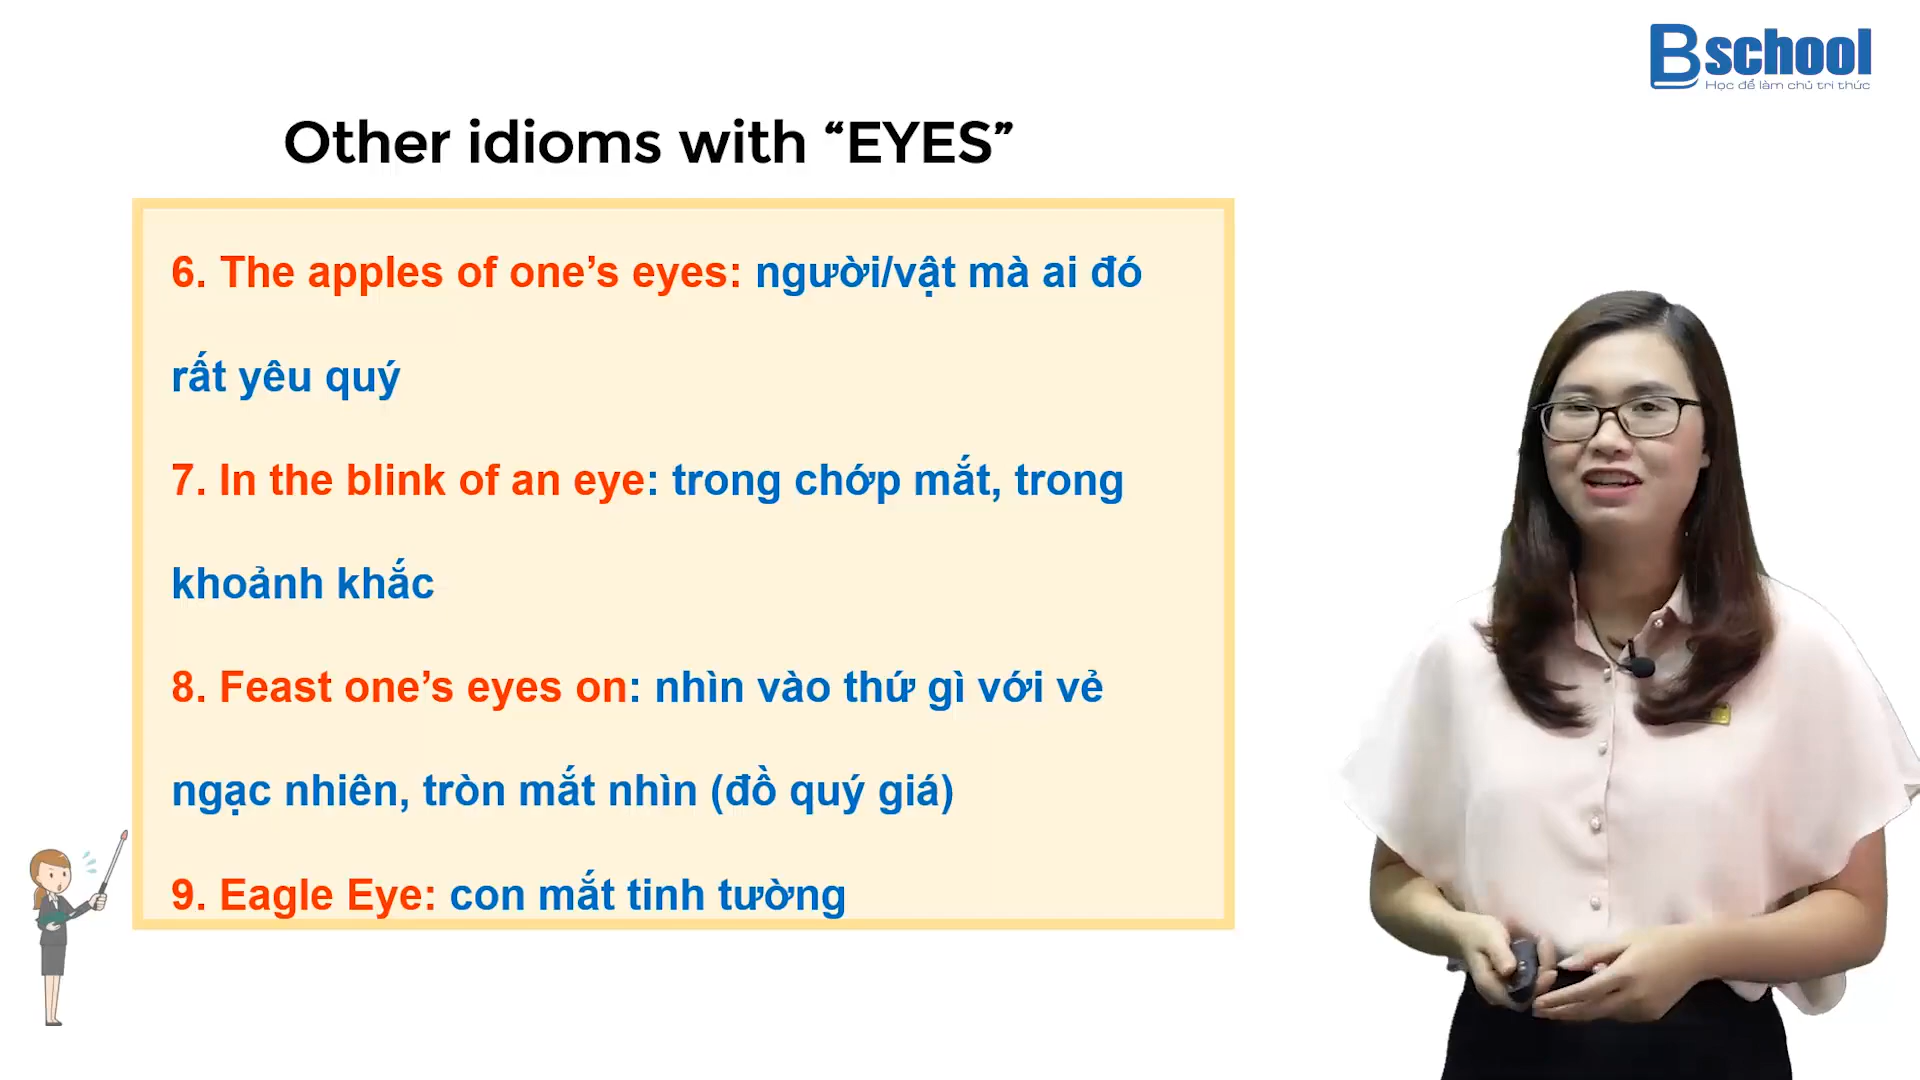 Bschool
Học để làm chủ tri thức
Other idioms with “EYES”
6. The apples of one’s eyes: người/vật mà ai đó
rất yêu quý
7. In the blink of an eye: trong chớp mắt, trong
khoảnh khắc
8. Feast one’s eyes on: nhìn vào thứ gì với vẻ
ngạc nhiên, tròn mắt nhìn (đồ quý giá)
9. Eagle Eye: con mắt tinh tường